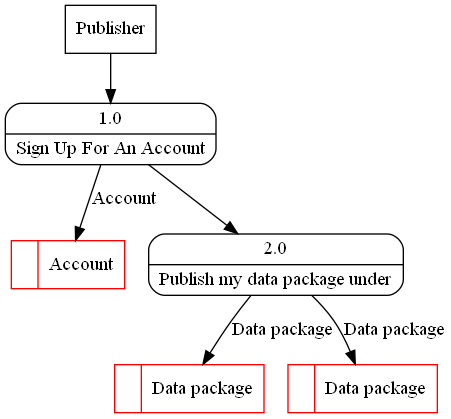 Publisher
1.0
Sign Up For An Account
Account
Account
2.0
Publish my data package under
Data package
Data package
Data package
Data package